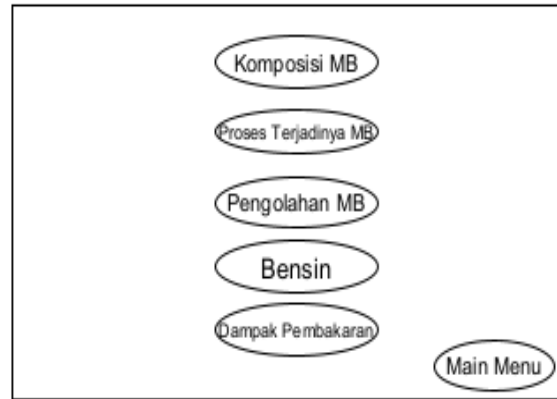 Komposisi MB
Proses Terjadinya MB
Pengolahan MB
Bensin
Dampak Pembakaran
Main Menu